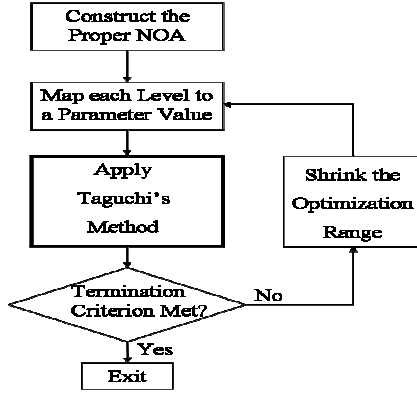 Construct the
Proper NOA
Map each Level to
a Parameter Value
Apply
Taguchi's
Method
Shrink the
Optimization
Range
Termination
Criterion Met?
No
Yes
Exit